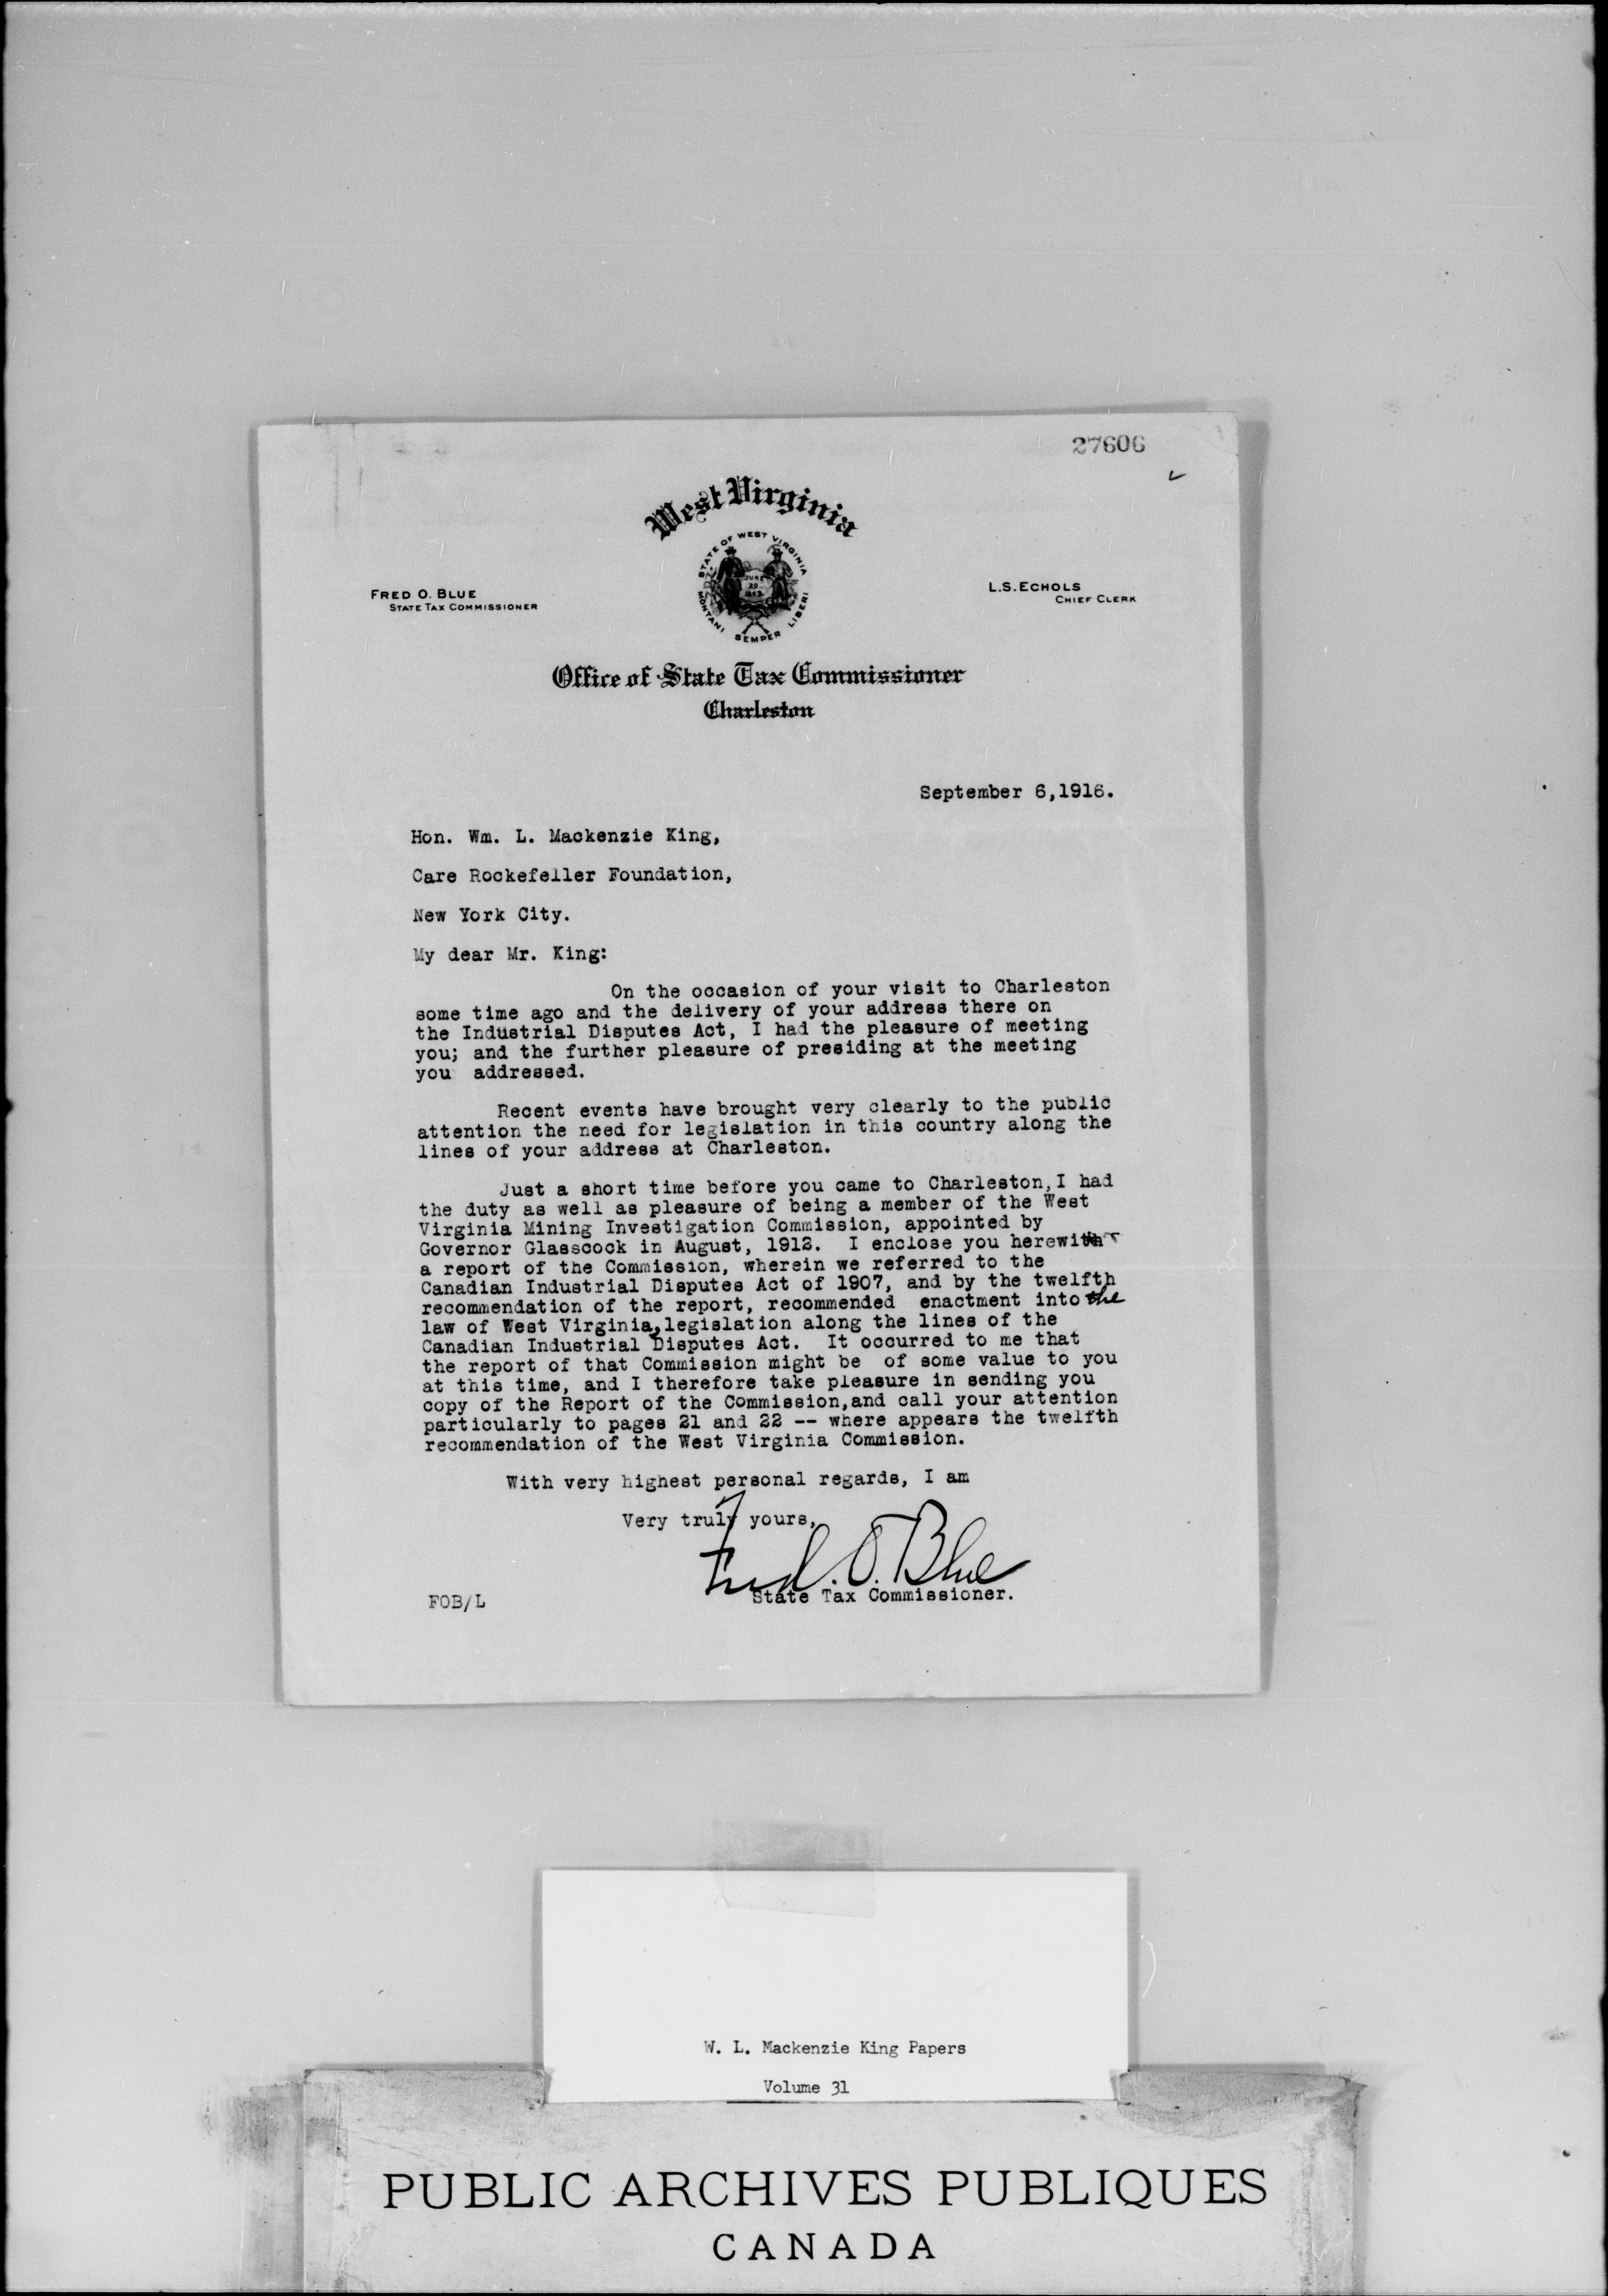 27606
West Virginia
STATE OF WEST VIRGINIA
JUNE
20
1863
MONTANI SEMPER LIBERI
FRED O. BLUE
STATE TAX COMMISSIONER
L.S. ECHOLS
CHIEF CLERK
Office of State Tax Commissioner
Charleston
September 6,1916.
Hon. Wm. L. Mackenzie King,
Care Rockefeller Foundation,
New York City.
My dear Mr. King:
On the occasion of your visit to Charleston
some time ago and the delivery of your address there on
the Industrial Disputes Act, I had the pleasure of meeting
you; and the further pleasure of presiding at the meeting
you addressed.
Recent events have brought very clearly to the public
attention the need for legislation in this country along the
lines of your address at Charleston.
Just a short time before you came to Charleston, I had
the duty as well as pleasure of being a member of the West
Virginia Mining Investigation Commission, appointed by
Governor Glasscock in August, 1912. I enclose you herewith
a report of the Commission, wherein we referred to the
Canadian Industrial Disputes Act of 1907, and by the twelfth
recommendation of the report, recommended enactment into the
law of West Virginia, legislation along the lines of the
Canadian Industrial Disputes Act. It occurred to me that
the report of that Commission might be of some value to you
at this time, and I therefore take pleasure in sending you
copy of the Report of the Commission,and call your attention
particularly to pages 21 and 22 -- where appears the twelfth
recommendation of the West Virginia Commission.
With very highest personal regards, I am
Very truly yours,
Fred. O. Blue
State Tax Commissioner.
FOB/L
W. L. Mackenzie King Papers
Volume 31
PUBLIC ARCHIVES PUBLIQUES
CANADA